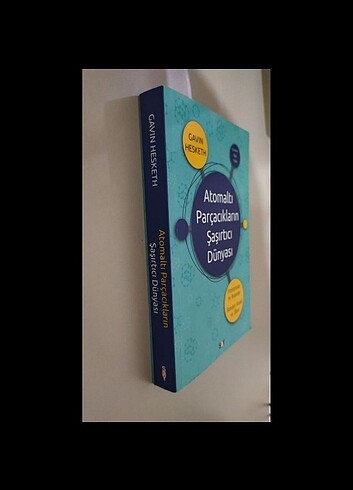 GAVIN HESKETH
Atomaltı Parçacıkların
Şaşırtıcı Dünyası
GAVIN
HESKETH
Atomaltı
Parçacıkların
Şaşırtıcı
Dünyası